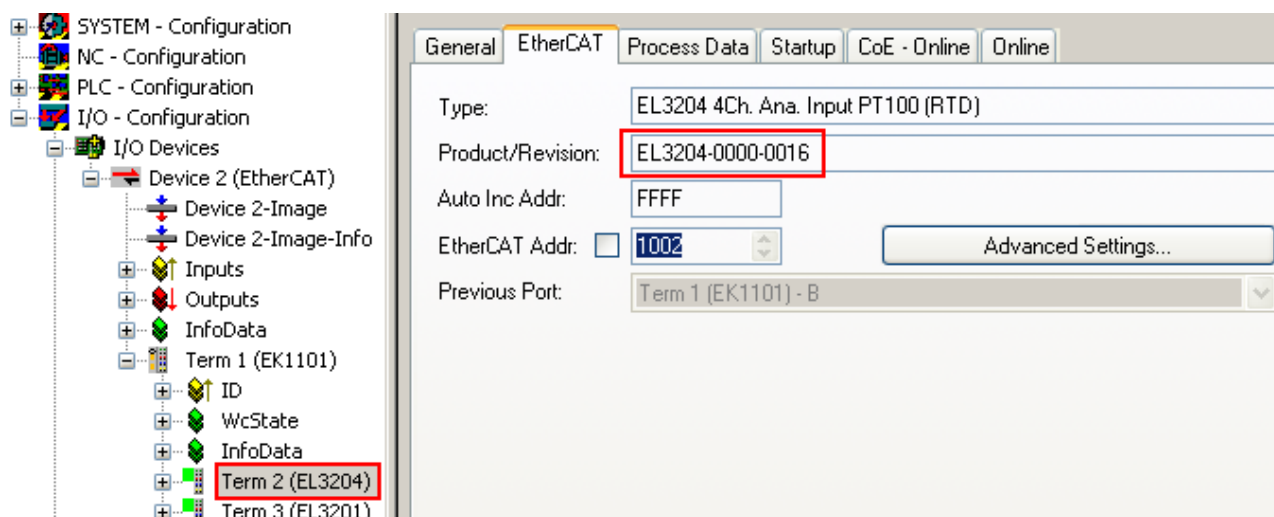 SYSTEM - Configuration
NC - Configuration
PLC - Configuration
I/O - Configuration
I/O Devices
Device 2 (EtherCAT)
Device 2-Image
Device 2-Image-Info
Inputs
Outputs
InfoData
Term 1 (EK1101)
ID
WcState
InfoData
Term 2 (EL3204)
Term 3 (EL3201)
General EtherCAT Process Data Startup CoE - Online Online
Type: EL3204 4Ch. Ana. Input PT100 (RTD)
Product/Revision: EL3204-0000-0016
Auto Inc Addr: FFFF
EtherCAT Addr: 1002 Advanced Settings...
Previous Port: Term 1 (EK1101) - B